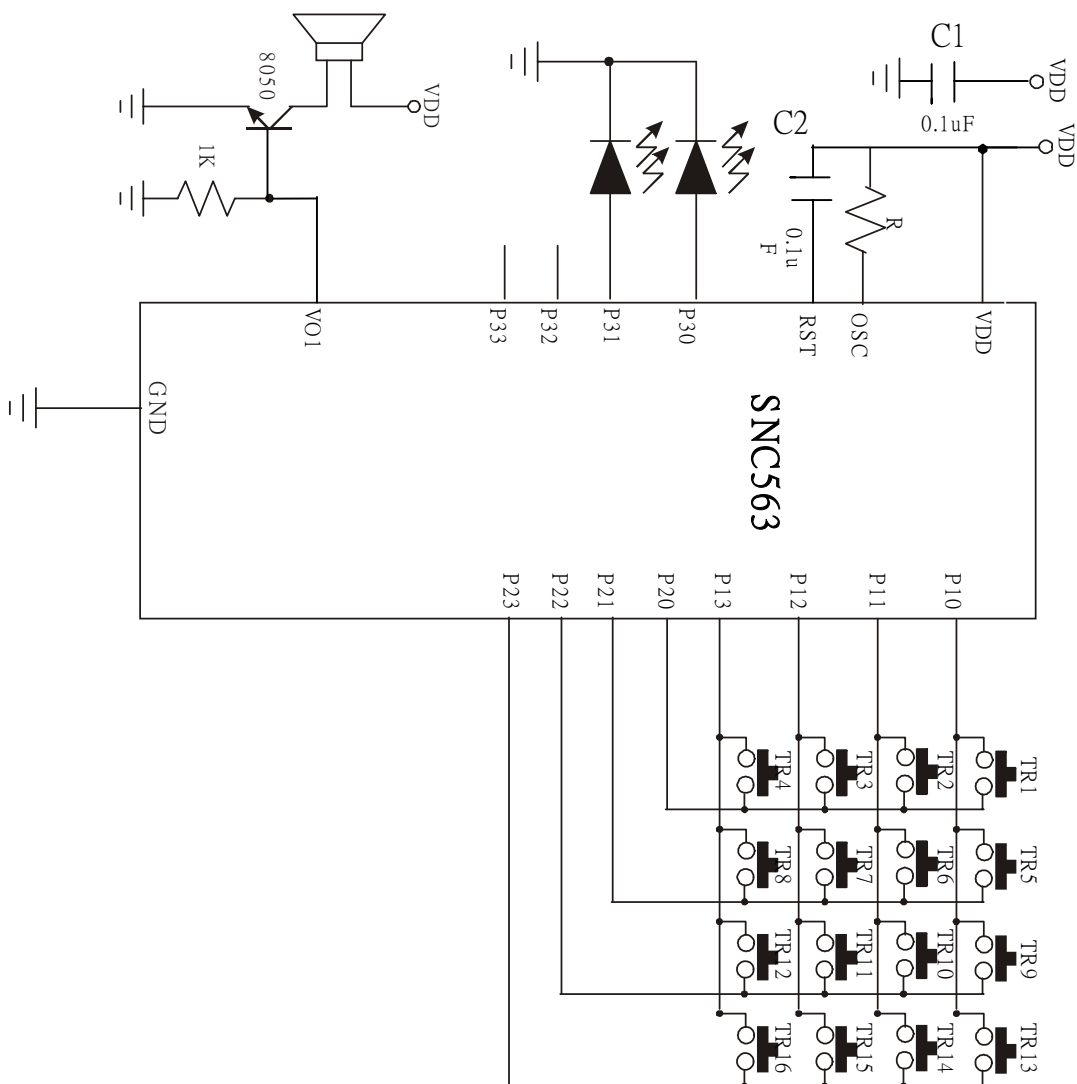 C1
VDD
0.1uF
VDD
C2
8050
VDD
1K
R
0.1u
F
VO1
P33
P32
P31
P30
RST
OSC
VDD
GND
SNC563
P23
P22
P21
P20
P13
P12
P11
P10
TR4
TR3
TR2
TR1
TR8
TR7
TR6
TR5
TR12
TR11
TR10
TR9
TR16
TR15
TR14
TR13